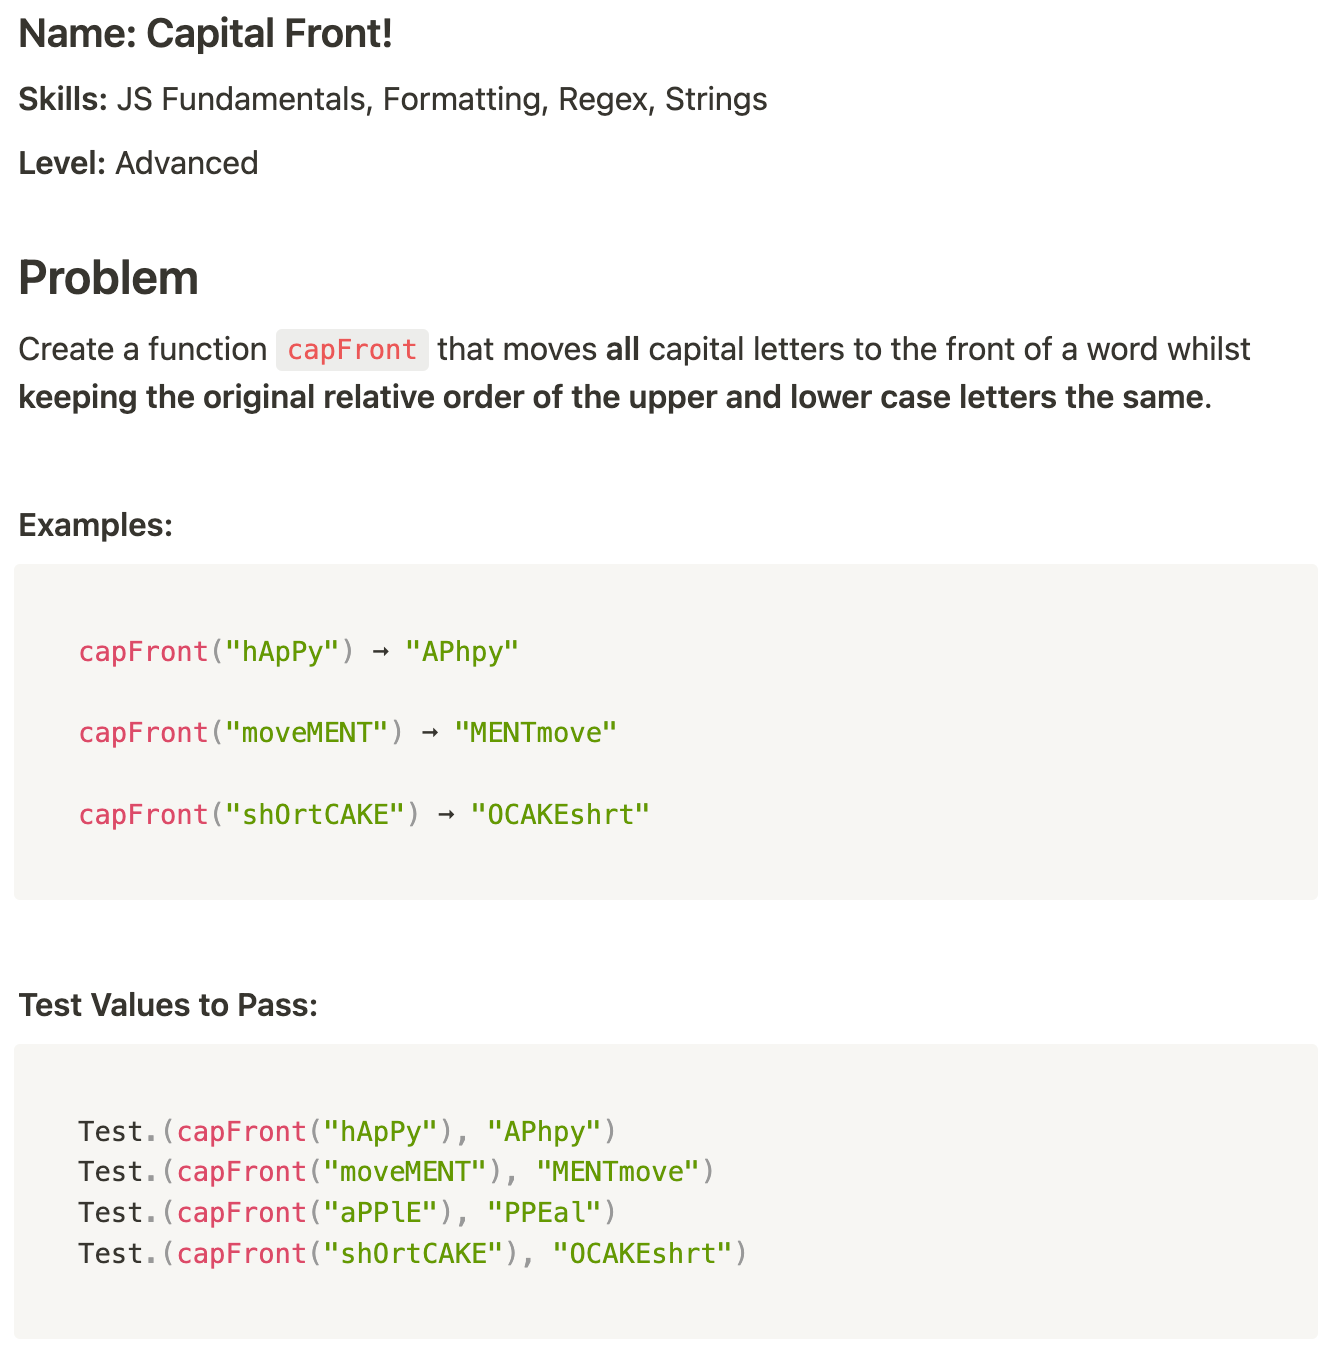 Name: Capital Front!
Skills: JS Fundamentals, Formatting, Regex, Strings
Level: Advanced
Problem
Create a function capFront that moves all capital letters to the front of a word whilst
keeping the original relative order of the upper and lower case letters the same.
Examples:
capFront("hApPy") → "APhpy"
capFront("moveMENT") → "MENTmove"
capFront("shOrtCAKE") → "OCAKEshrt"
Test Values to Pass:
Test.(capFront("hApPy"), "APhpy")
Test.(capFront("moveMENT"), "MENTmove")
Test.(capFront("aPPlE"), "PPEal")
Test.(capFront("shOrtCAKE"), "OCAKEshrt")